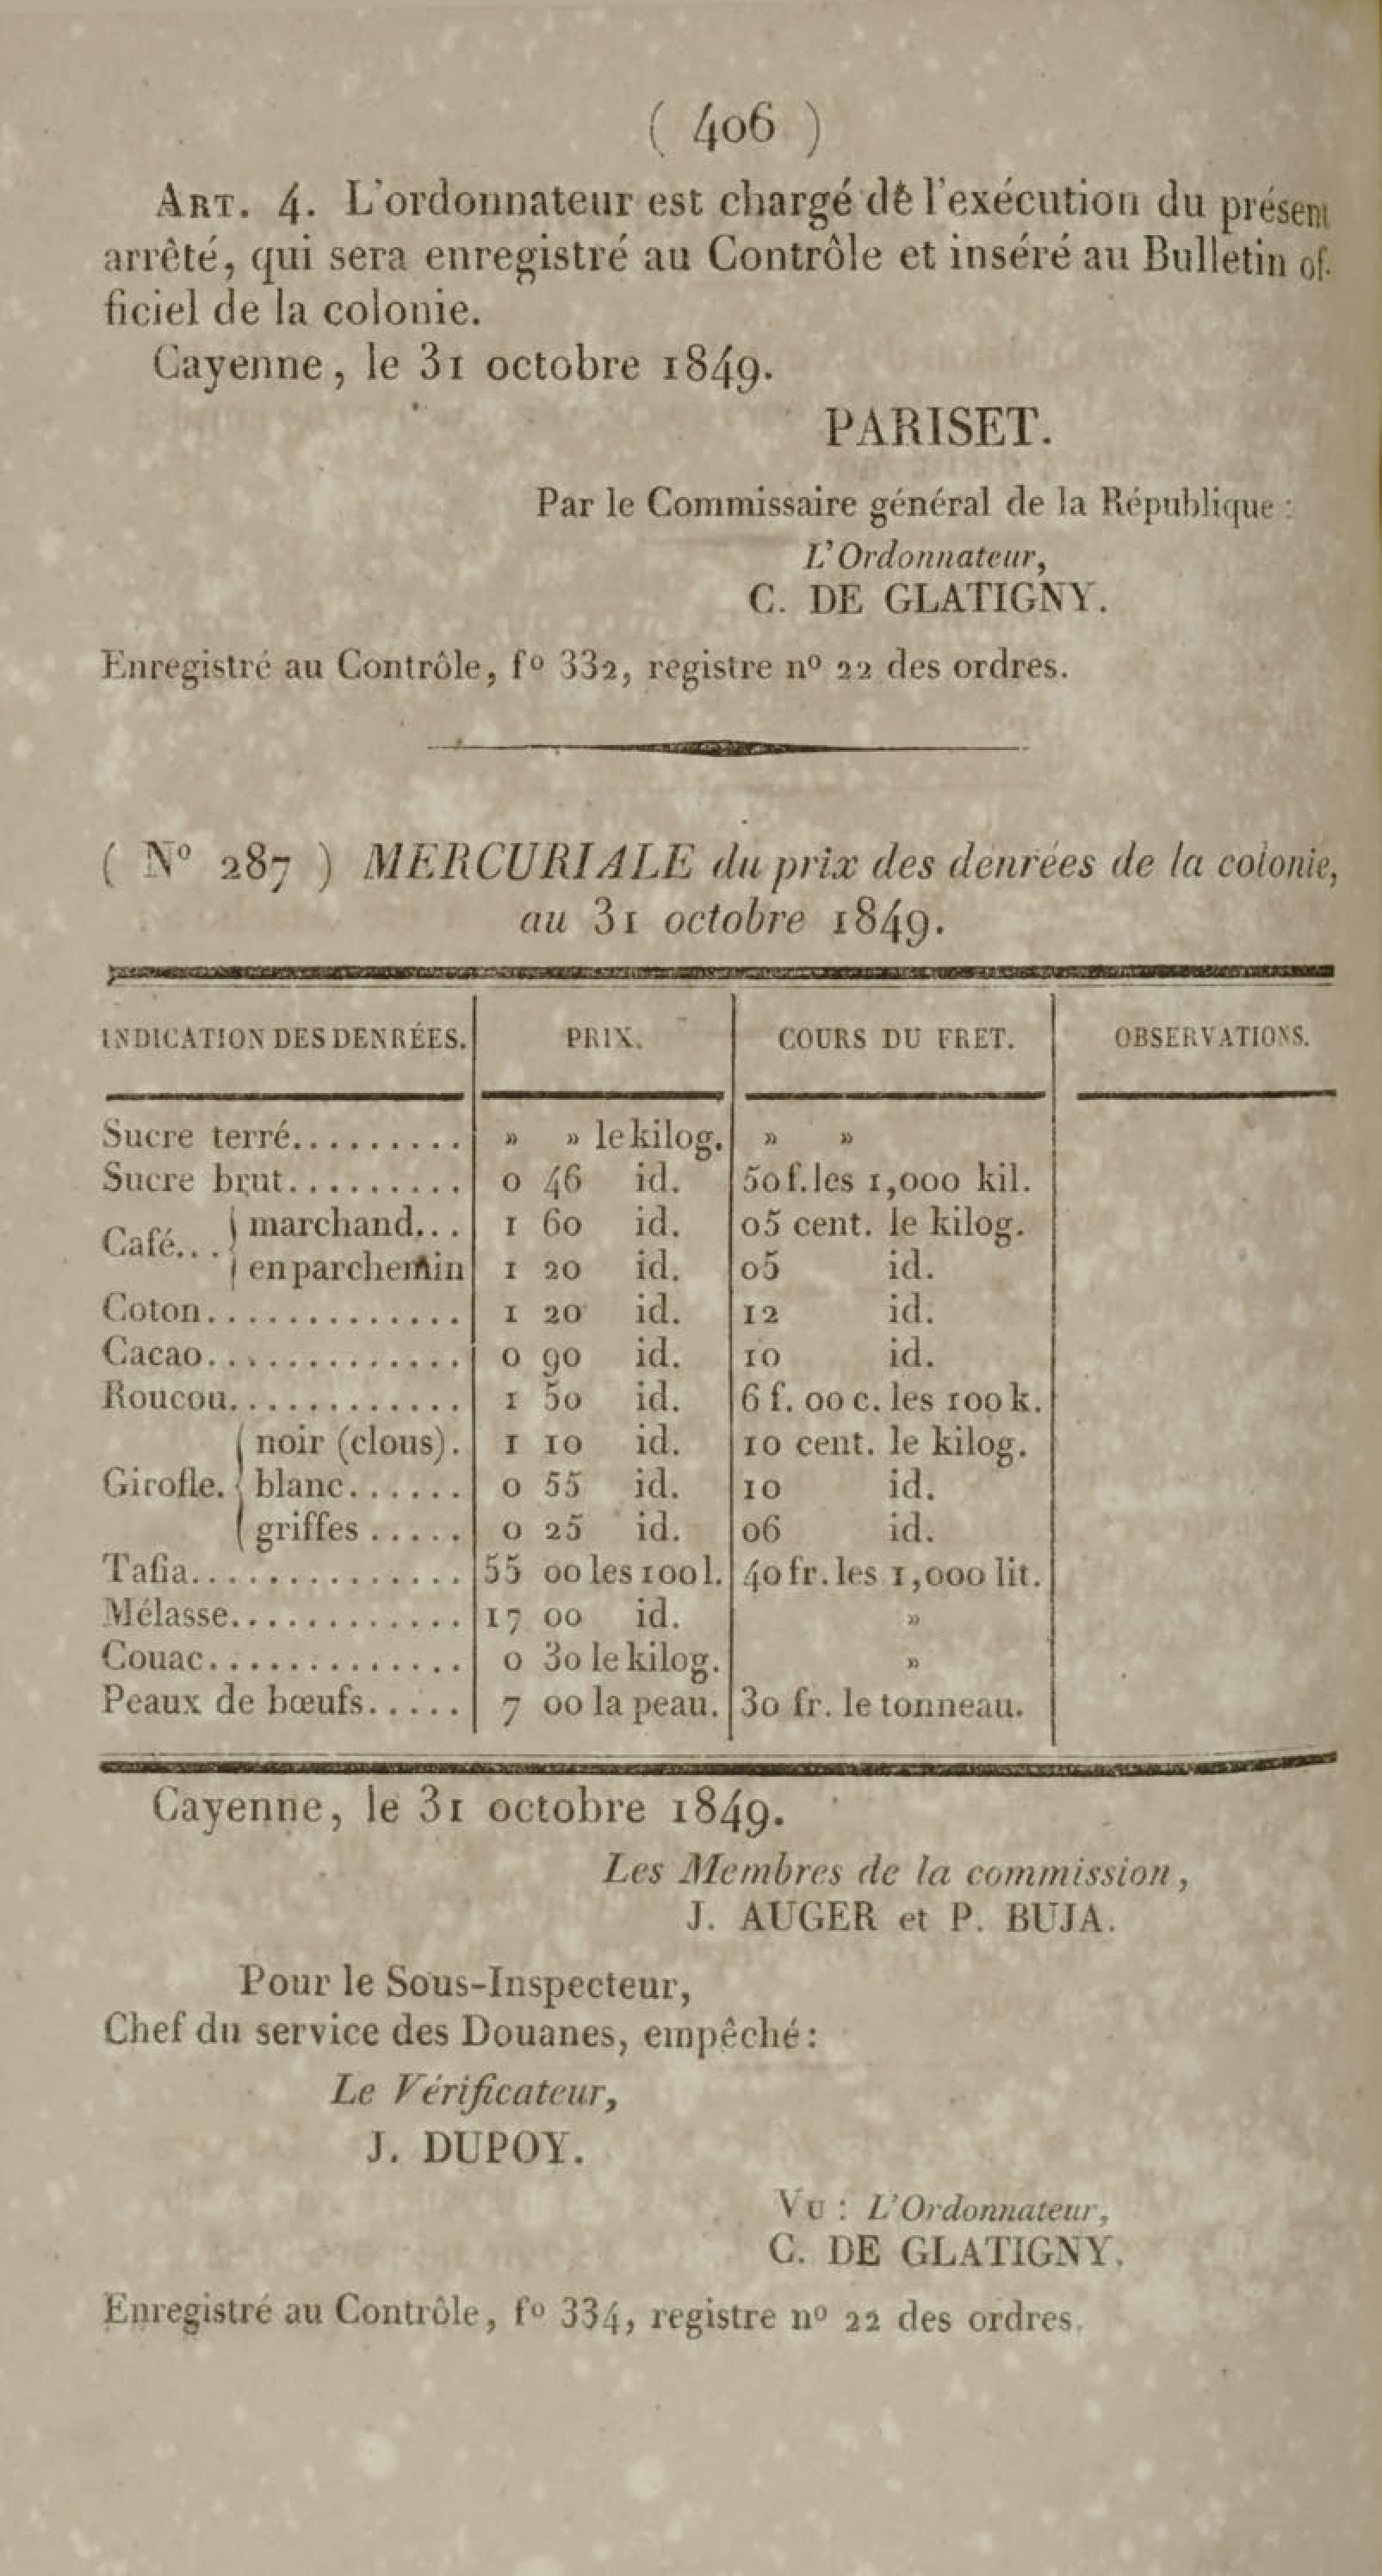 ( 406 )
ART. 4. L'ordonnateur est chargé de l'exécution du présent
arrêté, qui sera enregistré au Contrôle et inséré au Bulletin of-
ficiel de la colonie.
Cayenne, le 31 octobre 1849.
PARISET.
Par le Commissaire général de la République :
L'Ordonnateur,
C. DE GLATIGNY.
Enregistré au Contrôle, fº 332, registre nº 22 des ordres.
( Nº 287 ) MERCURIALE du prix des denrées de la colonie,
au 31 octobre 1849.
INDICATION DES DENRÉES. PRIX. COURS DU FRET. OBSERVATIONS.
Sucre terré.......... » » le kilog. » »
Sucre brut.......... 0 46 id. 50 f. les 1,000 kil.
Café... { marchand... 1 60 id. 05 cent. le kilog.
en parchemin 1 20 id. 05 id.
Coton............. 1 20 id. 12 id.
Cacao............. 0 90 id. 10 id.
Roucou............ 1 50 id. 6 f. 00 c. les 100 k.
noir (clous). 1 10 id. 10 cent. le kilog.
Girofle. { blanc...... 0 55 id. 10 id.
griffes ..... 0 25 id. 06 id.
Tafia.............. 55 00 les 100 l. 40 fr. les 1,000 lit.
Mélasse............ 17 00 id. »
Couac............. 0 30 le kilog. »
Peaux de bœufs..... 7 00 la peau. 30 fr. le tonneau.
Cayenne, le 31 octobre 1849.
Les Membres de la commission,
J. AUGER et P. BUJA.
Pour le Sous-Inspecteur,
Chef du service des Douanes, empêché :
Le Vérificateur,
J. DUPOY.
VU : L'Ordonnateur,
C. DE GLATIGNY.
Enregistré au Contrôle, fº 334, registre nº 22 des ordres.